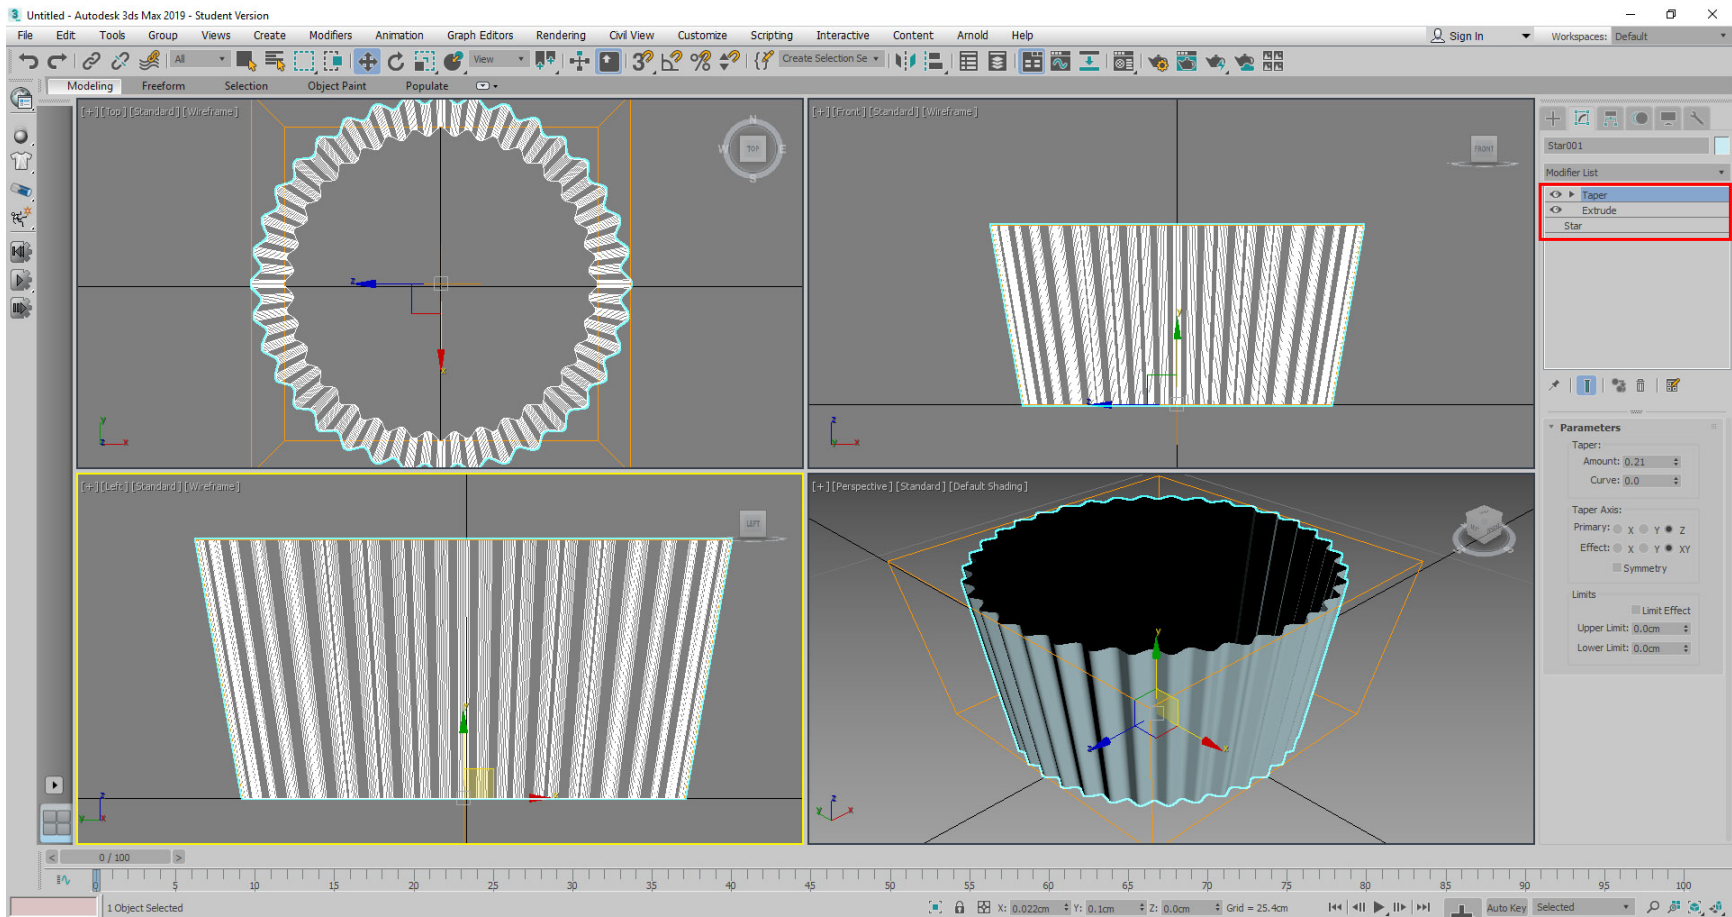 3 Untitled - Autodesk 3ds Max 2019 - Student Version
File Edit Tools Group Views Create Modifiers Animation Graph Editors Rendering Civil View Customize Scripting Interactive Content Arnold Help Sign In Workspaces: Default
All View Create Selection Se
Modeling Freeform Selection Object Paint Populate
[+][Top][Standard][Wireframe]
N
W TOP E
S
z
x
y
z x
[+][Front][Standard][Wireframe]
FRONT
y
z
z
y x
[+][Left][Standard][Wireframe]
LEFT
y
x
z
y x
[+][Perspective][Standard][Default Shading]
y
z x
z
y x
Star001
Modifier List
Taper
Extrude
Star
Parameters
Taper:
Amount: 0.21
Curve: 0.0
Taper Axis:
Primary: X Y Z
Effect: X Y XY
Symmetry
Limits
Limit Effect
Upper Limit: 0.0cm
Lower Limit: 0.0cm
< 0 / 100 >
0 5 10 15 20 25 30 35 40 45 50 55 60 65 70 75 80 85 90 95 100
1 Object Selected X: 0.022cm Y: 0.1cm Z: 0.0cm Grid = 25.4cm Auto Key Selected